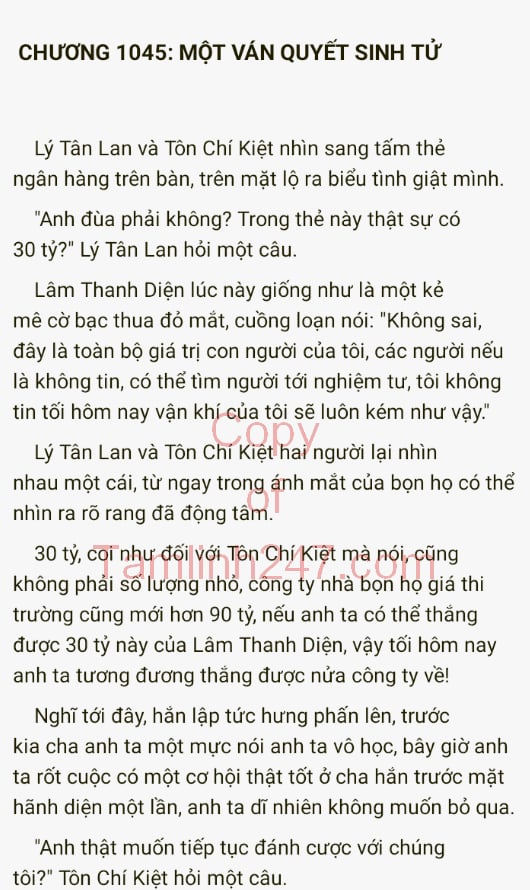 CHƯƠNG 1045: MỘT VÁN QUYẾT SINH TỬ
Lý Tân Lan và Tôn Chí Kiệt nhìn sang tấm thẻ
ngân hàng trên bàn, trên mặt lộ ra biểu tình giật mình.
"Anh đùa phải không? Trong thẻ này thật sự có
30 tỷ?" Lý Tân Lan hỏi một câu.
Lâm Thanh Diện lúc này giống như là một kẻ
mê cờ bạc thua đỏ mắt, cuồng loạn nói: "Không sai,
đây là toàn bộ giá trị con người của tôi, các người nếu
là không tin, có thể tìm người tới nghiệm tư, tôi không
tin tối hôm nay vận khí của tôi sẽ luôn kém như vậy."
Lý Tân Lan và Tôn Chí Kiệt hai người lại nhìn
nhau một cái, từ ngay trong ánh mắt của bọn họ có thể
nhìn ra rõ rang đã động tâm.
30 tỷ, coi như đối với Tôn Chí Kiệt mà nói, cũng
không phải số lượng nhỏ, công ty nhà bọn họ giá thi
trường cũng mới hơn 90 tỷ, nếu anh ta có thể thắng
được 30 tỷ này của Lâm Thanh Diện, vậy tối hôm nay
anh ta tương đương thắng được nửa công ty về!
Nghĩ tới đây, hắn lập tức hưng phấn lên, trước
kia cha anh ta một mực nói anh ta vô học, bây giờ anh
ta rốt cuộc có một cơ hội thật tốt ở cha hắn trước mặt
hãnh diện một lần, anh ta dĩ nhiên không muốn bỏ qua.
"Anh thật muốn tiếp tục đánh cược với chúng
tôi?" Tôn Chí Kiệt hỏi một câu.
Copy
of
Tamlinh247.com